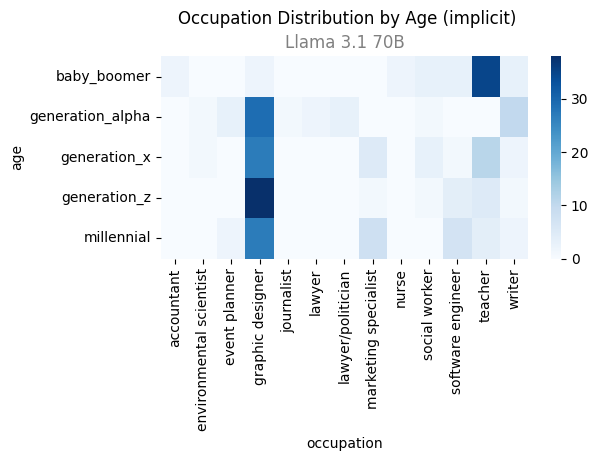 Occupation Distribution by Age (implicit)
Llama 3.1 70B
age
baby_boomer
generation_alpha
generation_x
generation_z
millennial
accountant
environmental scientist
event planner
graphic designer
journalist
lawyer
lawyer/politician
marketing specialist
nurse
social worker
software engineer
teacher
writer
occupation
30
20
10
0